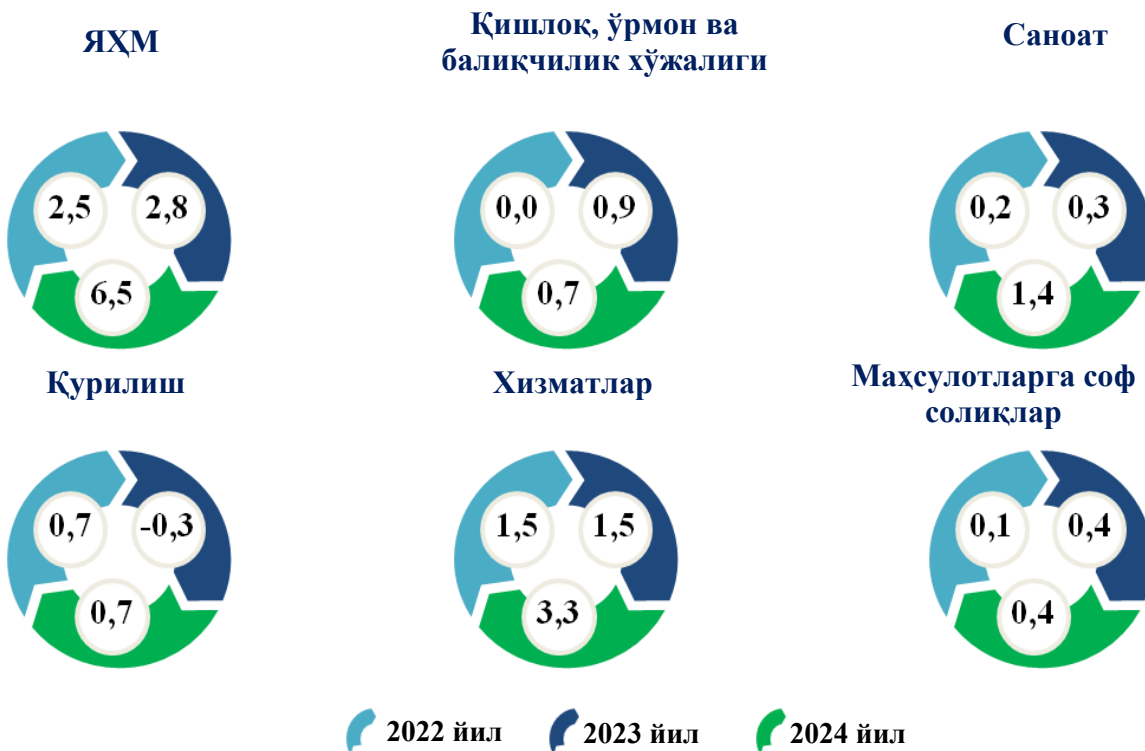 ЯҲМ
Қишлоқ, ўрмон ва
балиқчилик хўжалиги
Саноат
2,5
2,8
6,5
0,0
0,9
0,7
0,2
0,3
1,4
Қурилиш
Хизматлар
Маҳсулотларга соф
солиқлар
0,7
-0,3
0,7
1,5
1,5
3,3
0,1
0,4
0,4
2022 йил
2023 йил
2024 йил